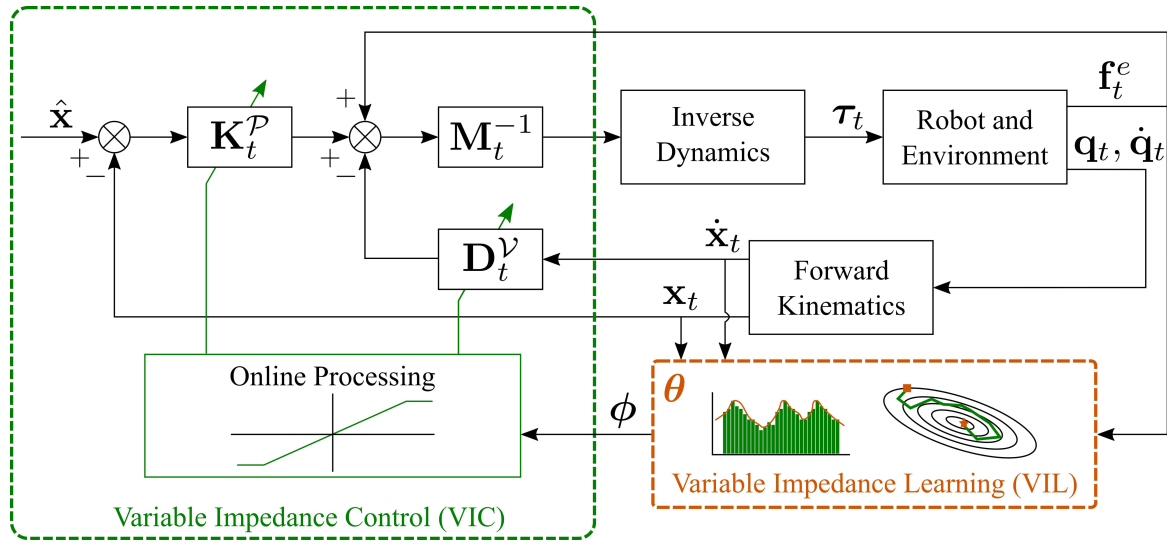 f_t^e
x̂
+
+
K_t^𝒫
+
M_t^{-1}
Inverse
Dynamics
τ_t
Robot and
Environment
q_t, q̇_t
−
−
D_t^𝒱
ẋ_t
Forward
Kinematics
x_t
Online Processing
θ
ϕ
Variable Impedance Learning (VIL)
Variable Impedance Control (VIC)